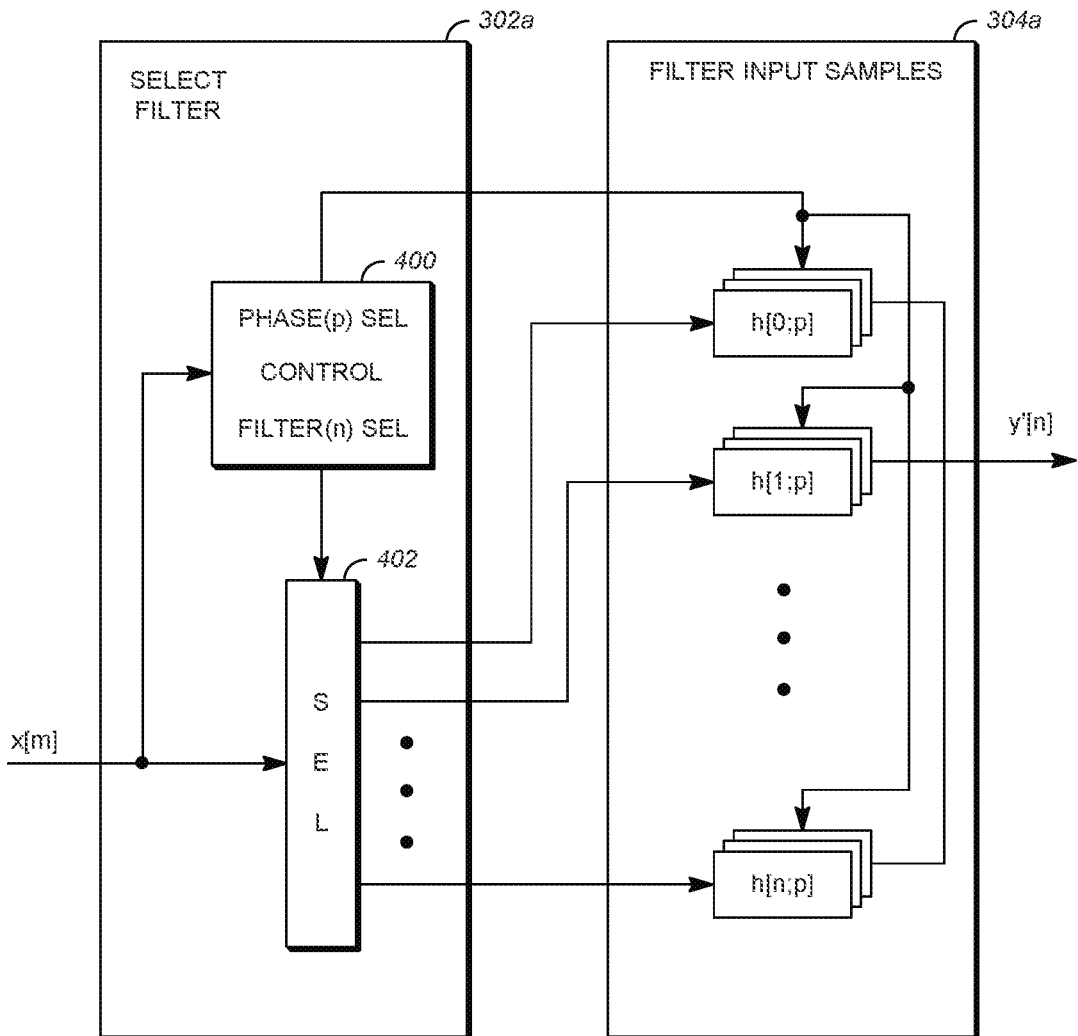 302a
304a
SELECT
FILTER
FILTER INPUT SAMPLES
400
PHASE(p) SEL
CONTROL
FILTER(n) SEL
h[0;p]
h[1;p]
y'[n]
402
S
E
L
x[m]
h[n;p]